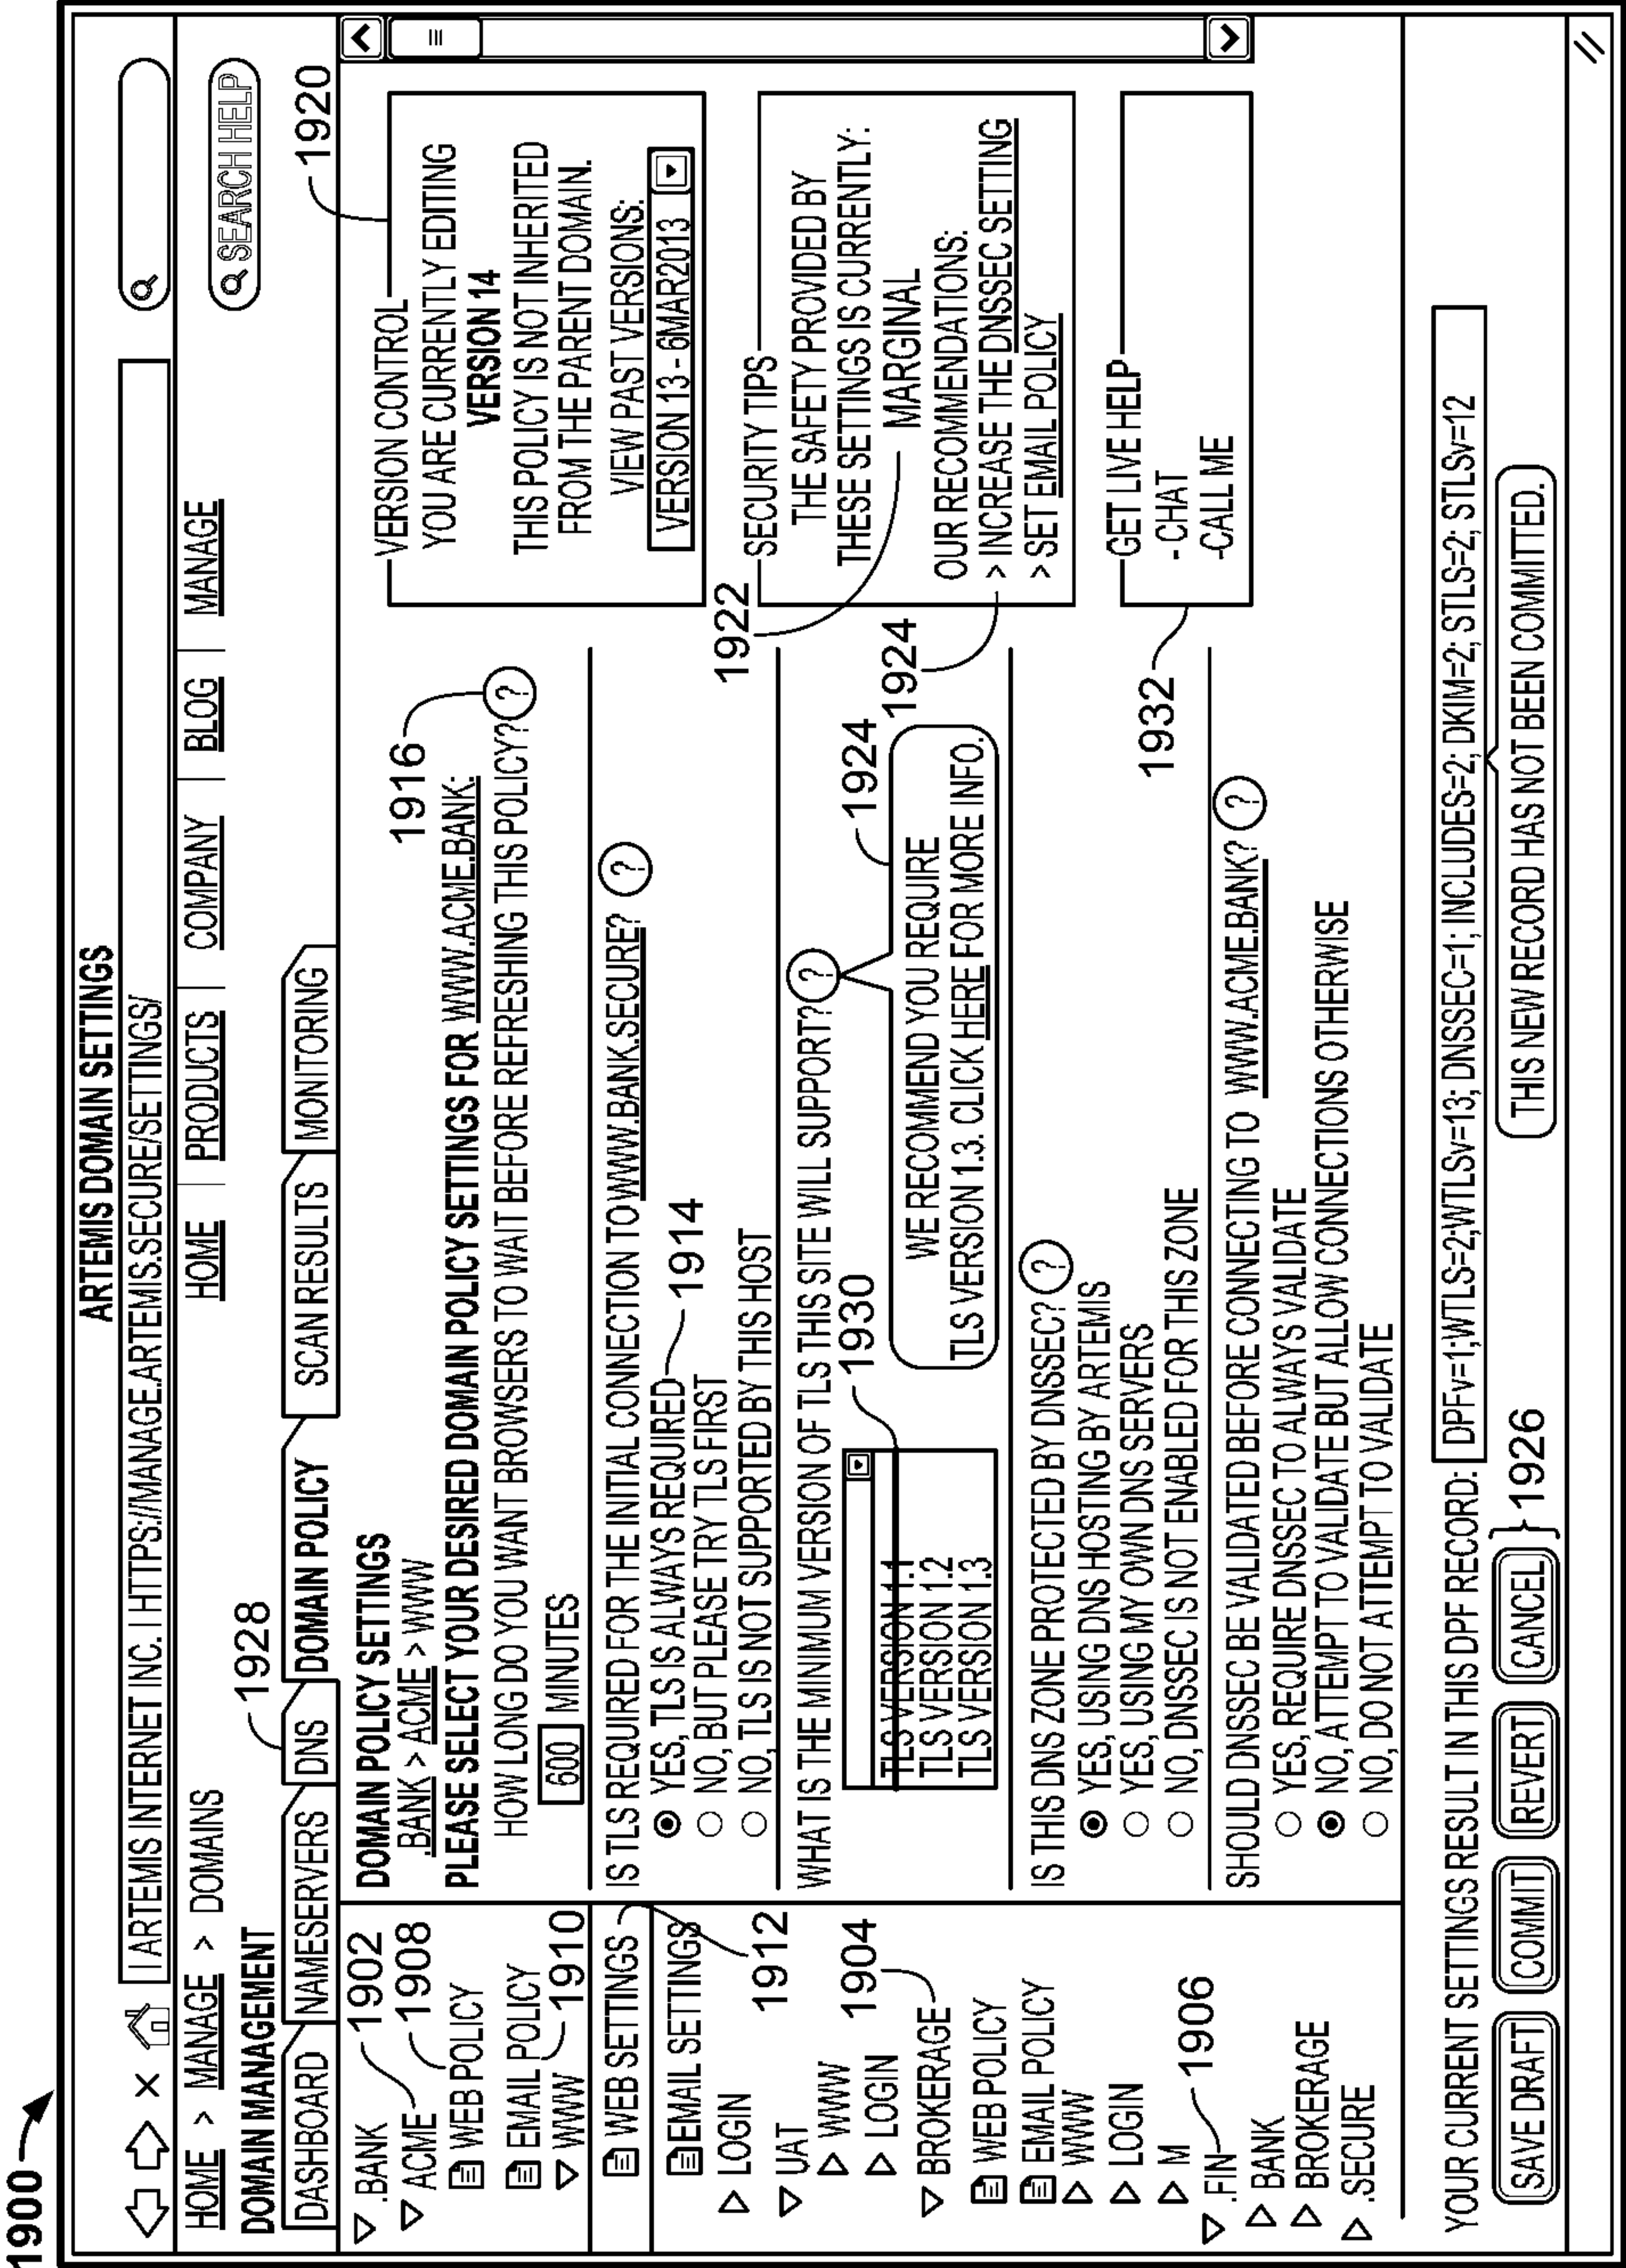 1900
ARTEMIS DOMAIN SETTINGS
| ARTEMIS INTERNET INC. | HTTPS://MANAGE.ARTEMIS.SECURE/SETTINGS/
HOME > MANAGE > DOMAINS
HOME | PRODUCTS | COMPANY | BLOG | MANAGE
SEARCH HELP
DOMAIN MANAGEMENT
1928
DASHBOARD NAMESERVERS DNS DOMAIN POLICY SCAN RESULTS MONITORING
.BANK
1902
ACME
1908
WEB POLICY
EMAIL POLICY
WWW
1910
WEB SETTINGS
EMAIL SETTINGS
1912
LOGIN
UAT
WWW
LOGIN
1904
BROKERAGE
WEB POLICY
EMAIL POLICY
WWW
LOGIN
M
.FIN
1906
BANK
BROKERAGE
.SECURE
DOMAIN POLICY SETTINGS
.BANK > ACME > WWW
1916
PLEASE SELECT YOUR DESIRED DOMAIN POLICY SETTINGS FOR WWW.ACME.BANK:
HOW LONG DO YOU WANT BROWSERS TO WAIT BEFORE REFRESHING THIS POLICY? ?
600 MINUTES
IS TLS REQUIRED FOR THE INITIAL CONNECTION TO WWW.BANK.SECURE? ?
YES, TLS IS ALWAYS REQUIRED
1914
NO, BUT PLEASE TRY TLS FIRST
NO, TLS IS NOT SUPPORTED BY THIS HOST
WHAT IS THE MINIMUM VERSION OF TLS THIS SITE WILL SUPPORT? ?
1930
TLS VERSION 1.1
TLS VERSION 1.2
TLS VERSION 1.3
1924
WE RECOMMEND YOU REQUIRE
TLS VERSION 1.3. CLICK HERE FOR MORE INFO.
IS THIS DNS ZONE PROTECTED BY DNSSEC? ?
YES, USING DNS HOSTING BY ARTEMIS
YES, USING MY OWN DNS SERVERS
NO, DNSSEC IS NOT ENABLED FOR THIS ZONE
SHOULD DNSSEC BE VALIDATED BEFORE CONNECTING TO WWW.ACME.BANK? ?
YES, REQUIRE DNSSEC TO ALWAYS VALIDATE
NO, ATTEMPT TO VALIDATE BUT ALLOW CONNECTIONS OTHERWISE
NO, DO NOT ATTEMPT TO VALIDATE
1920
VERSION CONTROL
YOU ARE CURRENTLY EDITING
VERSION 14
THIS POLICY IS NOT INHERITED
FROM THE PARENT DOMAIN.
VIEW PAST VERSIONS:
VERSION 13 - 6MAR2013
1922
SECURITY TIPS
THE SAFETY PROVIDED BY
THESE SETTINGS IS CURRENTLY:
MARGINAL
OUR RECOMMENDATIONS:
1924
> INCREASE THE DNSSEC SETTING
> SET EMAIL POLICY
1932
GET LIVE HELP
- CHAT
-CALL ME
YOUR CURRENT SETTINGS RESULT IN THIS DPF RECORD: DPFv=1;WTLS=2;WTLSv=13; DNSSEC=1; INCLUDES=2; DKIM=2; STLS=2; STLSv=12
SAVE DRAFT COMMIT REVERT CANCEL
1926
THIS NEW RECORD HAS NOT BEEN COMMITTED.